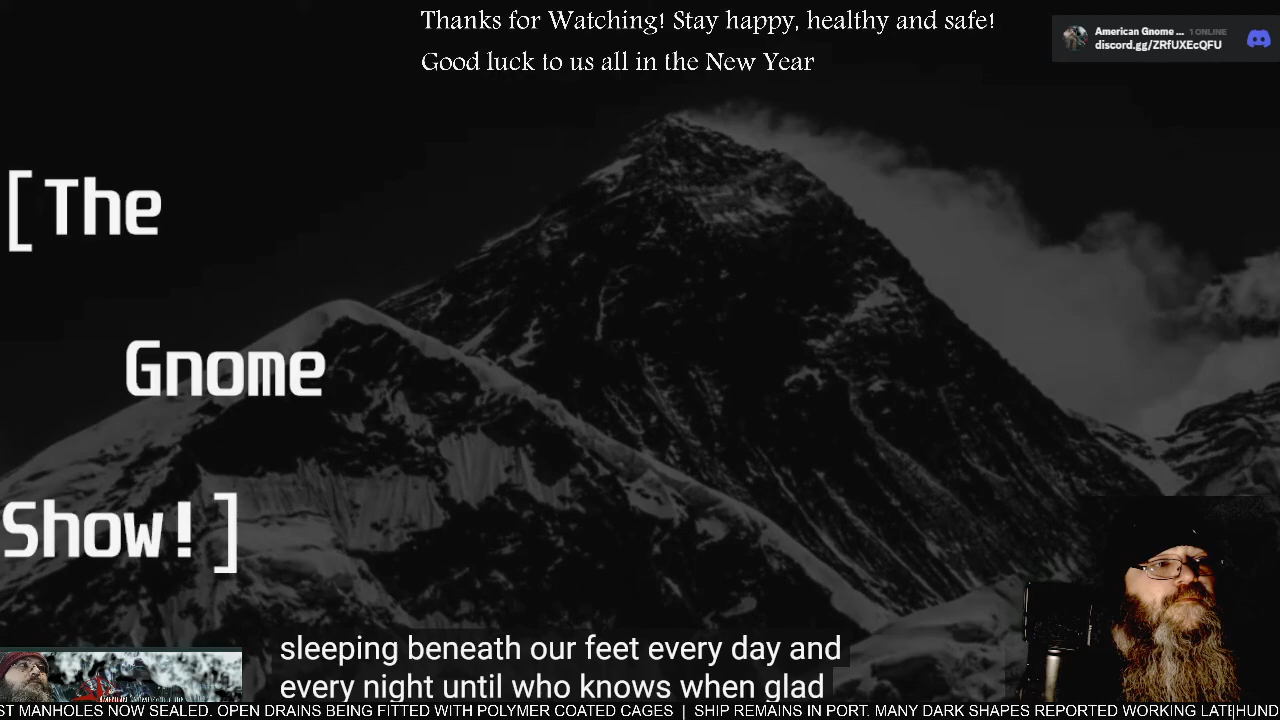 Thanks for Watching! Stay happy, healthy and safe!
Good luck to us all in the New Year
American Gnome ... 1 ONLINE
discord.gg/ZRfUXEcQFU
[The
Gnome
Show!]
sleeping beneath our feet every day and
every night until who knows when glad
ST MANHOLES NOW SEALED. OPEN DRAINS BEING FITTED WITH POLYMER COATED CAGES | SHIP REMAINS IN PORT. MANY DARK SHAPES REPORTED WORKING LATE|HUND